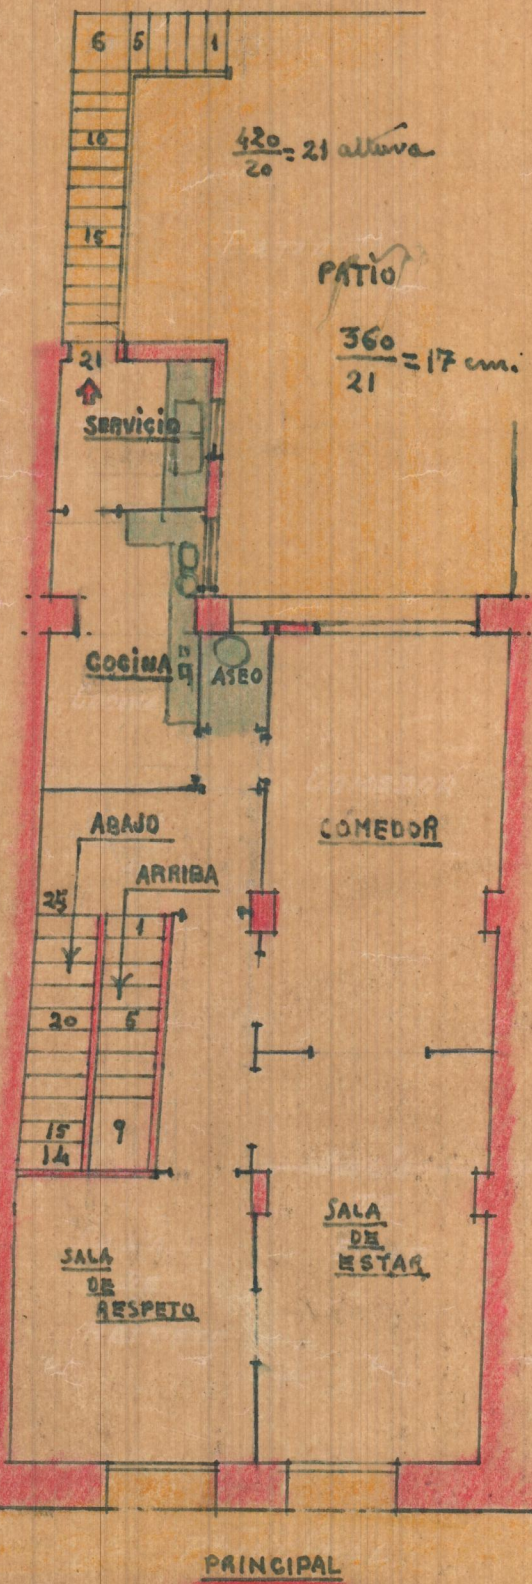 6 5 1
420/20 = 21 altura
10
15
PATIO
360/21 = 17 cm.
21
SERVICIO
COCINA
ASEO
ABAJO
COMEDOR
ARRIBA
25
1
20
5
15
9
14
SALA
DE
ESTAR
SALA
DE
RESPETO
PRINCIPAL